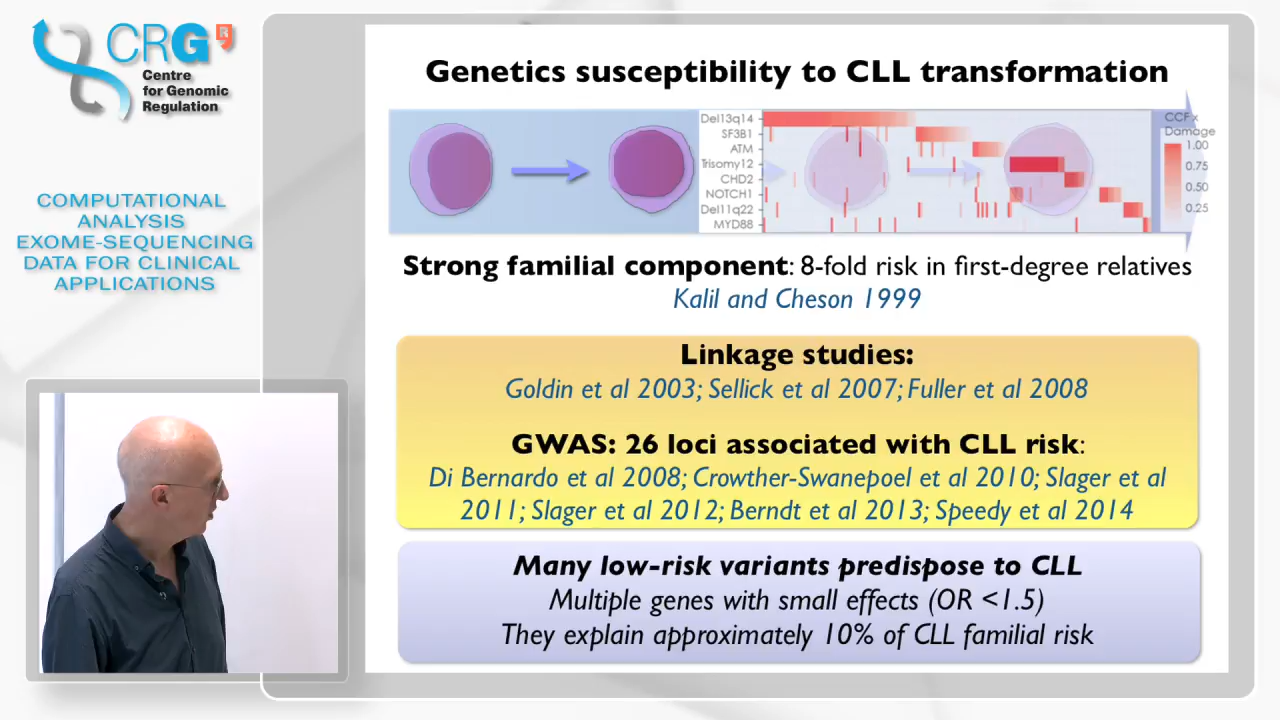 CRG
R
Centre
for Genomic
Regulation
COMPUTATIONAL
ANALYSIS
EXOME-SEQUENCING
DATA FOR CLINICAL
APPLICATIONS
Genetics susceptibility to CLL transformation
Del13q14
SF3B1
ATM
Trisomy12
CHD2
NOTCH1
Del11q22
MYD88
CCF x
Damage
1.00
0.75
0.50
0.25
Strong familial component: 8-fold risk in first-degree relatives
Kalil and Cheson 1999
Linkage studies:
Goldin et al 2003; Sellick et al 2007; Fuller et al 2008
GWAS: 26 loci associated with CLL risk:
Di Bernardo et al 2008; Crowther-Swanepoel et al 2010; Slager et al
2011; Slager et al 2012; Berndt et al 2013; Speedy et al 2014
Many low-risk variants predispose to CLL
Multiple genes with small effects (OR <1.5)
They explain approximately 10% of CLL familial risk